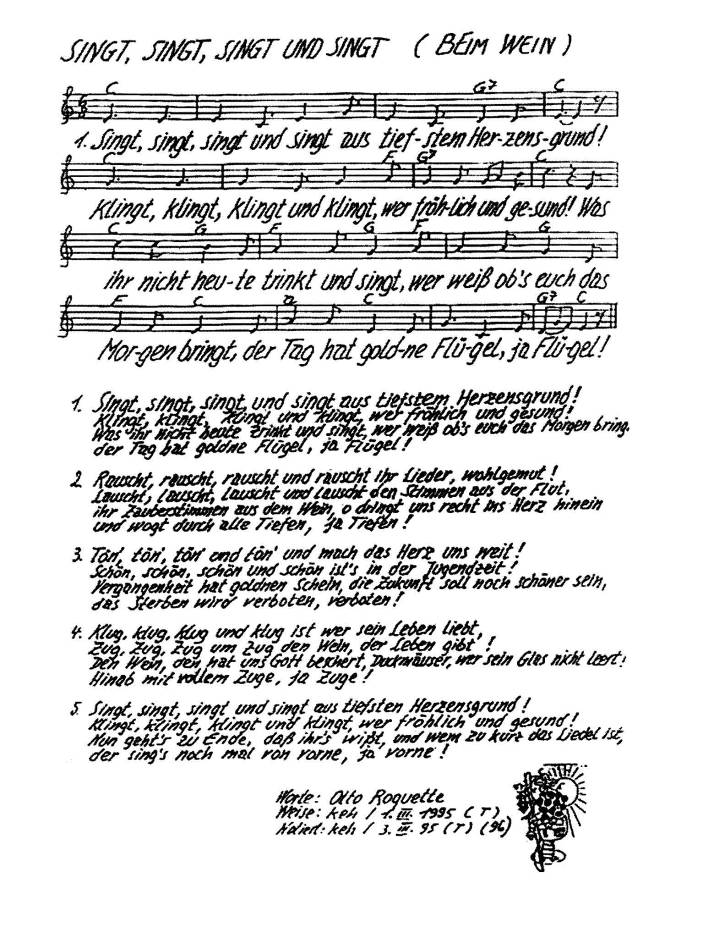 SINGT, SINGT, SINGT UND SINGT ( BEIM WEIN )
C G7 C
1. Singt, singt, singt und singt aus tief-stem Her-zens-grund!
C F G7 C
Klingt, klingt, klingt und klingt, wer fröh-lich und ge-sund! Was
C G F G F G
ihr nicht heu-te trinkt und singt, wer weiß ob's euch das
F C a C G7 C
Mor-gen bringt, der Tag hat gold-ne Flü-gel, ja Flü-gel!
1. Singt, singt, singt und singt aus tiefstem Herzensgrund!
Klingt, klingt, klingt und klingt, wer fröhlich und gesund!
Was ihr nicht heute trinkt und singt, wer weiß ob's euch das Morgen bring.
der Tag hat goldne Flügel, ja Flügel!
2. Rauscht, rauscht, rauscht und rauscht ihr Lieder, wohlgemut!
Lauscht, lauscht, lauscht und lauscht den Stimmen aus der Flut,
ihr Zauberstimmen aus dem Wein, o dringt uns recht ins Herz hinein
und wogt durch alle Tiefen, ja Tiefen!
3. Tön', tön', tön' und tön' und mach das Herz uns weit!
Schön, schön, schön und schön ist's in der Jugendzeit!
Vergangenheit hat goldnen Schein, die Zukunft soll noch schöner sein,
das Sterben wird verboten, verboten!
4. Klug, klug, klug und klug ist wer sein Leben liebt,
Zug, Zug, Zug um Zug den Wein, der Leben gibt!
Den Wein, den hat uns Gott beschert, Duckmäuser, wer sein Glas nicht leert!
Hinab mit vollem Zuge, ja Zuge!
5. Singt, singt, singt und singt aus tiefsten Herzensgrund!
Klingt, klingt, klingt und klingt, wer fröhlich und gesund!
Nun geht's zu Ende, daß ihr's wißt, und wem zu kurz das Liedel ist,
der sing's noch mal von vorne, ja vorne!
Worte: Otto Roquette
Weise: keh / 1. III. 1995 (T)
Notiert: keh / 3. III. 95 (T) (96)